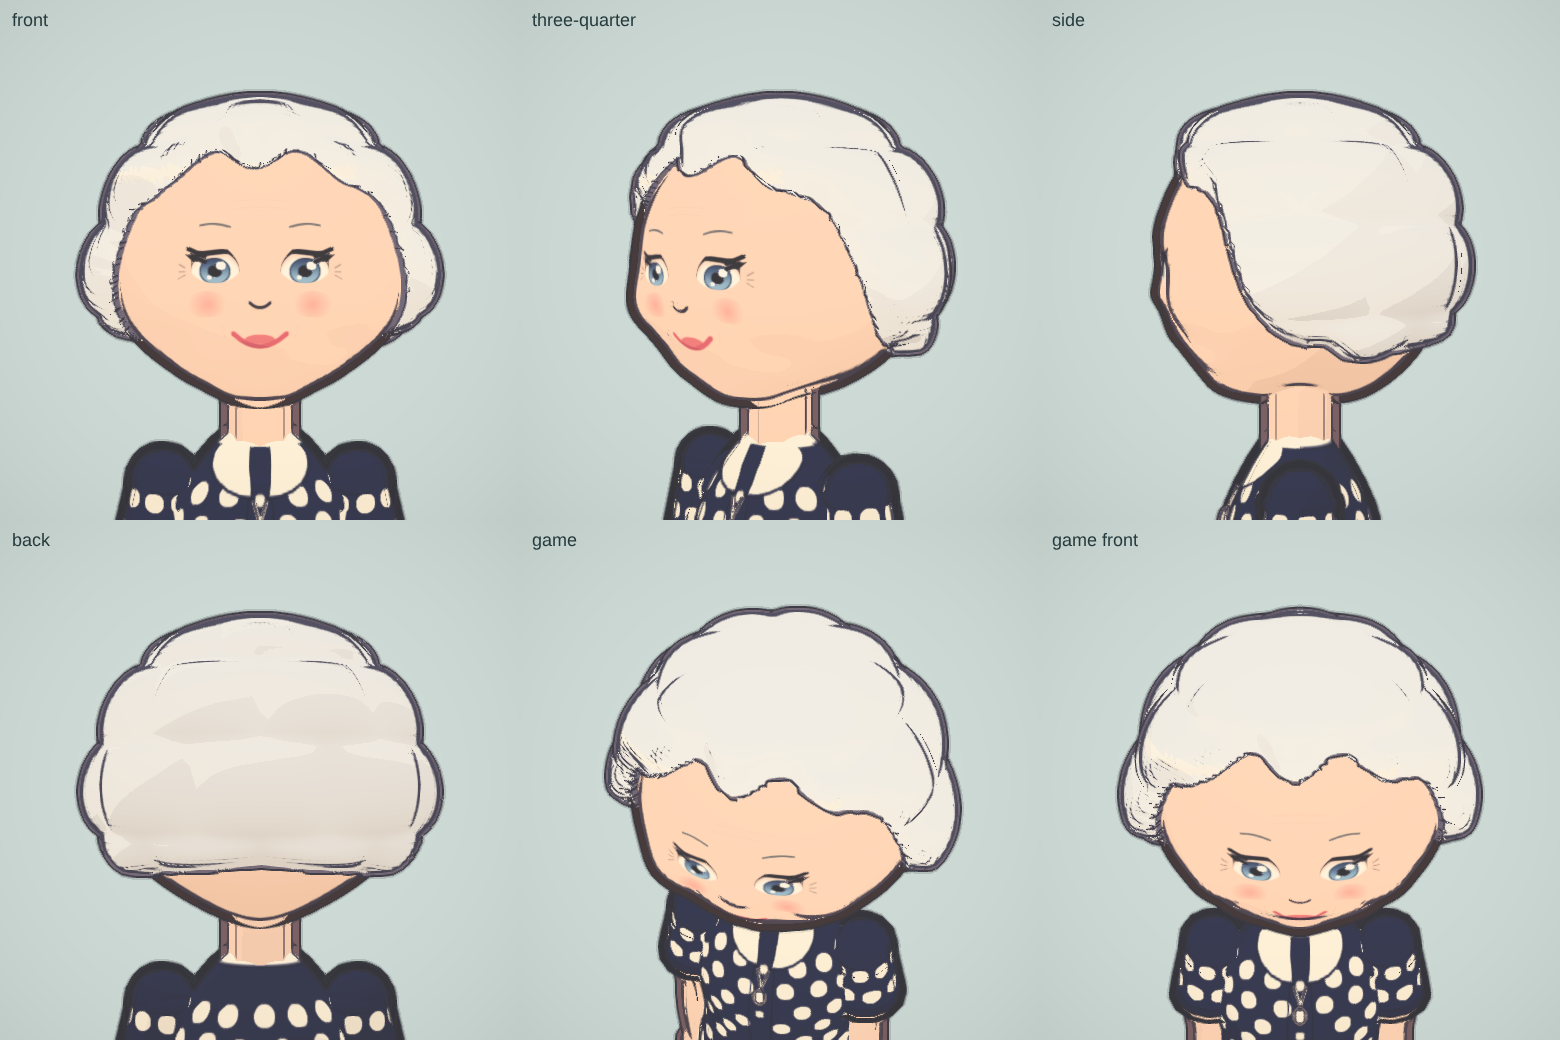 front
three-quarter
side
back
game
game front